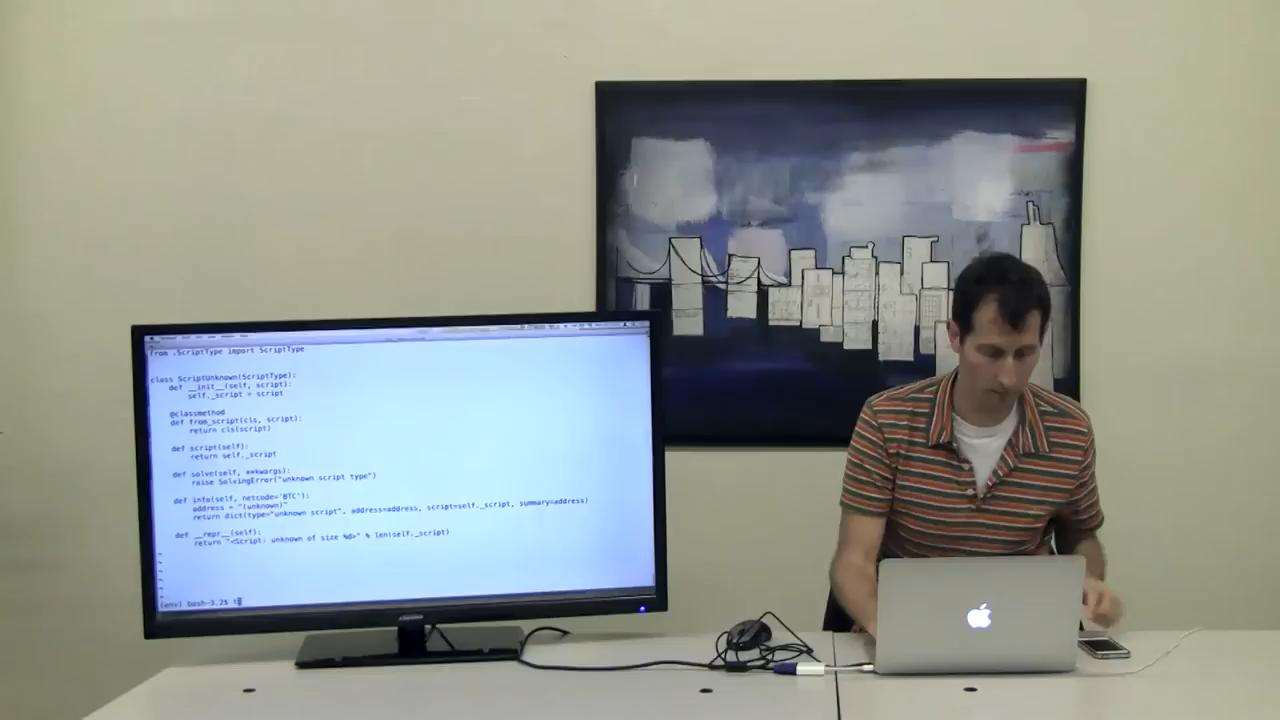 from .ScriptType import ScriptType
class ScriptUnknown(ScriptType):
def __init__(self, script):
self._script = script
@classmethod
def from_script(cls, script):
return cls(script)
def script(self):
return self._script
def solve(self, **kwargs):
raise SolvingError("unknown script type")
def info(self, netcode='BTC'):
address = "(unknown)"
return dict(type="unknown script", address=address, script=self._script, summary=address)
def __repr__(self):
return "<Script: unknown of size %d>" % len(self._script)
~
~
~
~
~
(env) bash-3.2$